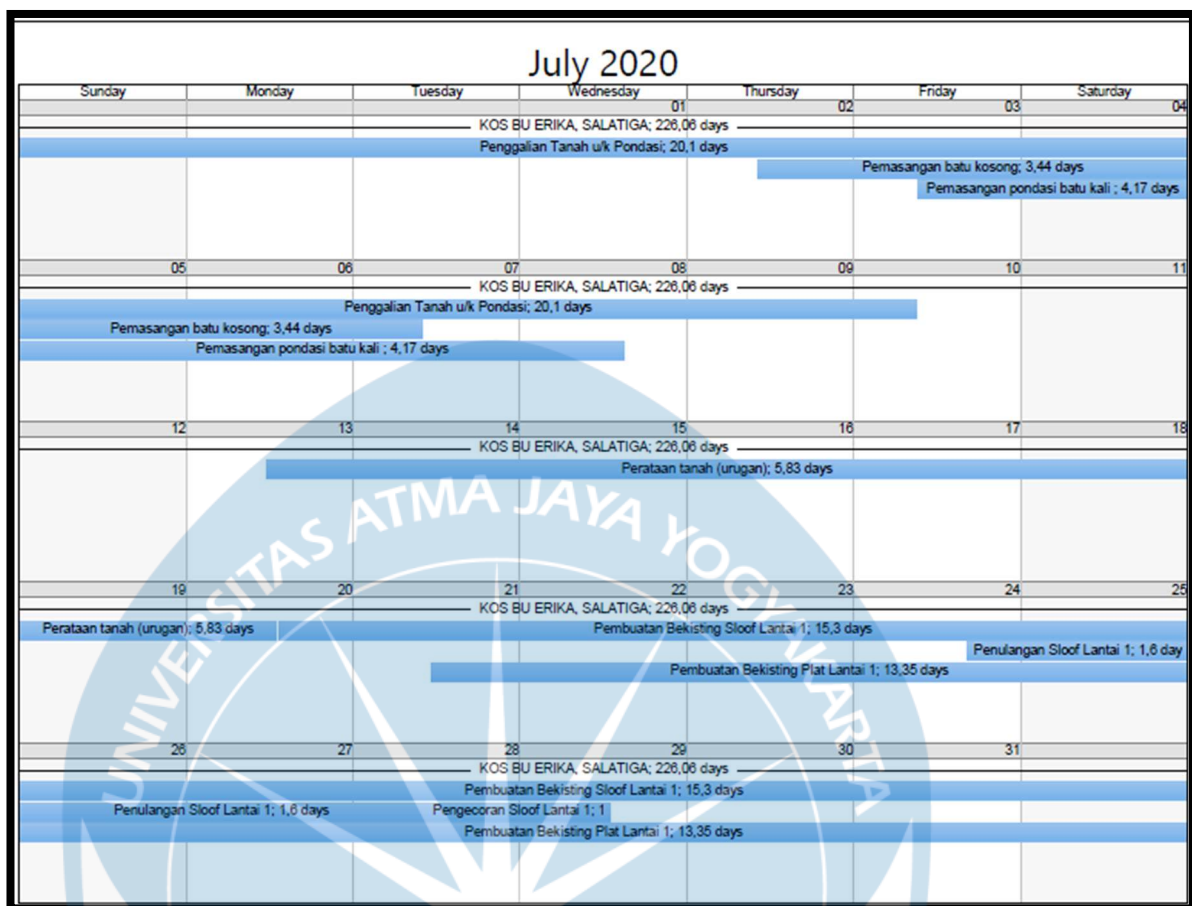 July 2020
Sunday Monday Tuesday Wednesday Thursday Friday Saturday
01 02 03 04
KOS BU ERIKA, SALATIGA; 226,06 days
Penggalian Tanah u/k Pondasi; 20,1 days
Pemasangan batu kosong; 3,44 days
Pemasangan pondasi batu kali ; 4,17 days
05 06 07 08 09 10 11
KOS BU ERIKA, SALATIGA; 226,06 days
Penggalian Tanah u/k Pondasi; 20,1 days
Pemasangan batu kosong; 3,44 days
Pemasangan pondasi batu kali ; 4,17 days
12 13 14 15 16 17 18
KOS BU ERIKA, SALATIGA; 226,06 days
Perataan tanah (urugan); 5,83 days
19 20 21 22 23 24 25
KOS BU ERIKA, SALATIGA; 226,06 days
Perataan tanah (urugan); 5,83 days Pembuatan Bekisting Sloof Lantai 1; 15,3 days
Penulangan Sloof Lantai 1; 1,6 day
Pembuatan Bekisting Plat Lantai 1; 13,35 days
26 27 28 29 30 31
KOS BU ERIKA, SALATIGA; 226,06 days
Pembuatan Bekisting Sloof Lantai 1; 15,3 days
Penulangan Sloof Lantai 1; 1,6 days Pengecoran Sloof Lantai 1; 1
Pembuatan Bekisting Plat Lantai 1; 13,35 days
UNIVERSITAS ATMA JAYA YOGYAKARTA